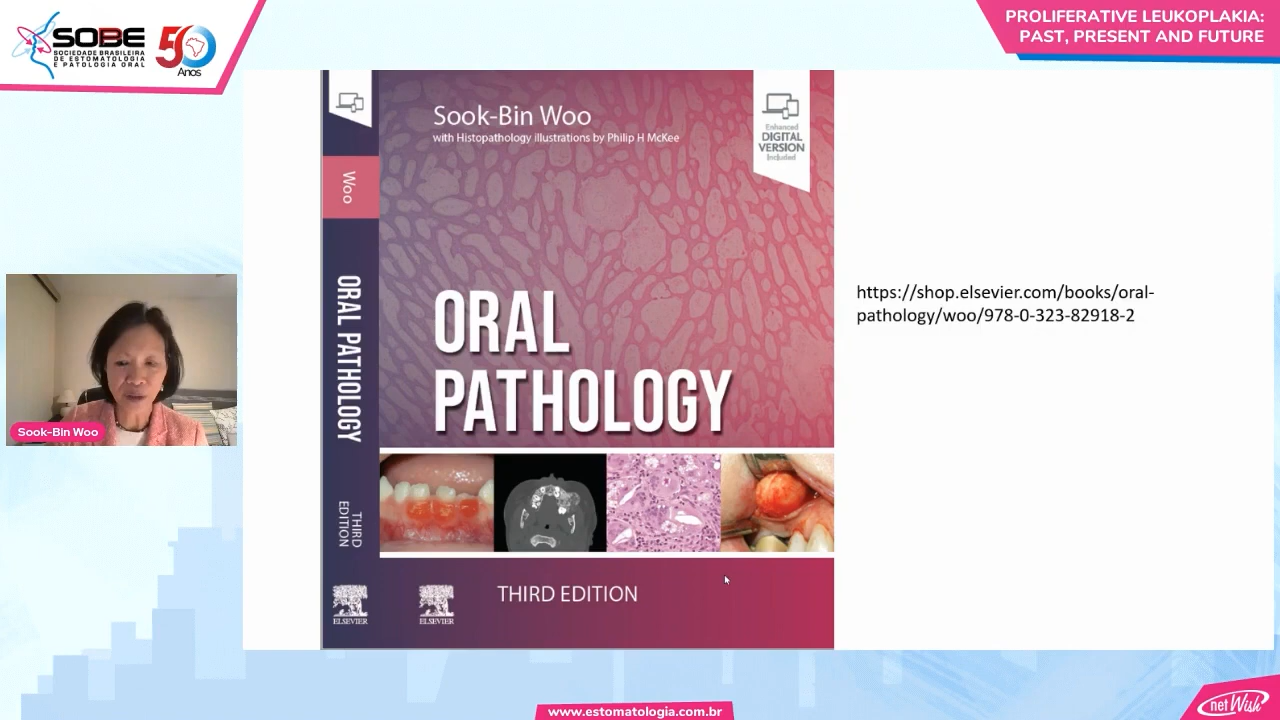 SOBE
SOCIEDADE BRASILEIRA
DE ESTOMATOLOGIA
E PATOLOGIA ORAL
50
Anos
PROLIFERATIVE LEUKOPLAKIA:
PAST, PRESENT AND FUTURE
Woo
ORAL PATHOLOGY
THIRD
EDITION
ELSEVIER
Sook-Bin Woo
with Histopathology illustrations by Philip H McKee
Enhanced
DIGITAL
VERSION
Included
ORAL
PATHOLOGY
THIRD EDITION
ELSEVIER
https://shop.elsevier.com/books/oral-
pathology/woo/978-0-323-82918-2
Sook-Bin Woo
www.estomatologia.com.br
netWish